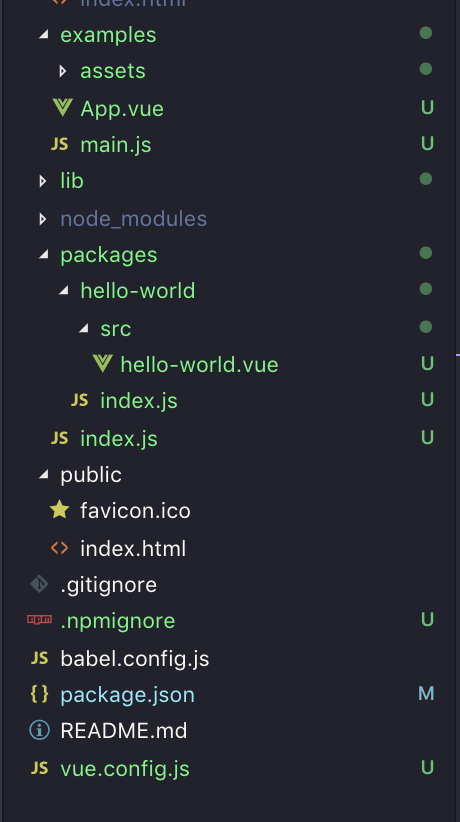 index.html
examples
assets
App.vue U
JS main.js U
lib
node_modules
packages
hello-world
src
hello-world.vue U
JS index.js U
JS index.js U
public
favicon.ico
<> index.html
.gitignore
.npmignore U
JS babel.config.js
{ } package.json M
README.md
JS vue.config.js U